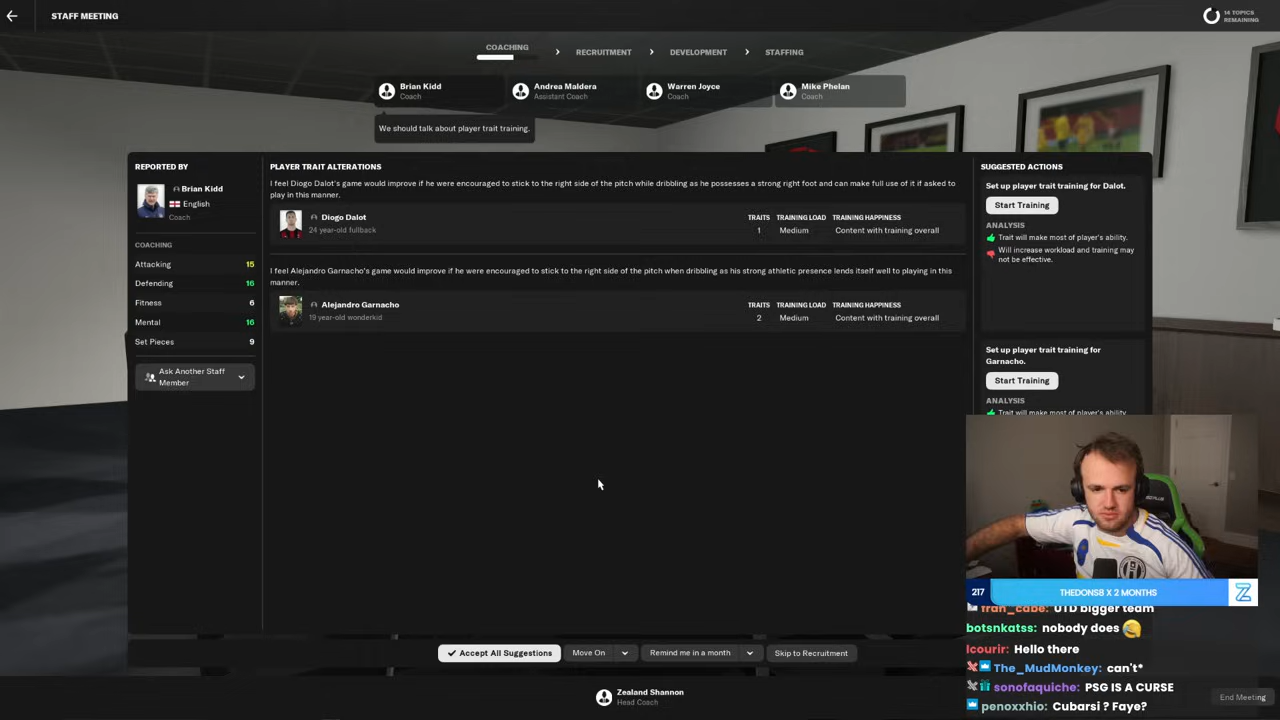 STAFF MEETING
14 TOPICS
REMAINING
COACHING
RECRUITMENT
DEVELOPMENT
STAFFING
Brian Kidd
Coach
Andrea Maldera
Assistant Coach
Warren Joyce
Coach
Mike Phelan
Coach
We should talk about player trait training.
REPORTED BY
Brian Kidd
English
Coach
COACHING
Attacking 15
Defending 16
Fitness 6
Mental 16
Set Pieces 9
Ask Another Staff
Member
PLAYER TRAIT ALTERATIONS
I feel Diogo Dalot's game would improve if he were encouraged to stick to the right side of the pitch while dribbling as he possesses a strong right foot and can make full use of it if asked to
play in this manner.
Diogo Dalot
24 year-old fullback
TRAITS TRAINING LOAD TRAINING HAPPINESS
1 Medium Content with training overall
I feel Alejandro Garnacho's game would improve if he were encouraged to stick to the right side of the pitch when dribbling as his strong athletic presence lends itself well to playing in this
manner.
Alejandro Garnacho
19 year-old wonderkid
TRAITS TRAINING LOAD TRAINING HAPPINESS
2 Medium Content with training overall
SUGGESTED ACTIONS
Set up player trait training for Dalot.
Start Training
ANALYSIS
Trait will make most of player's ability.
Will increase workload and training may
not be effective.
Set up player trait training for
Garnacho.
Start Training
ANALYSIS
Trait will make most of player's ability.
217 THEDONS8 X 2 MONTHS
fran_cabe: UTD bigger team
botsnkatss: nobody does
lcourir: Hello there
The_MudMonkey: can't*
sonofaquiche: PSG IS A CURSE
penoxxhio: Cubarsi ? Faye?
Accept All Suggestions
Move On
Remind me in a month
Skip to Recruitment
Zealand Shannon
Head Coach
End Meeting